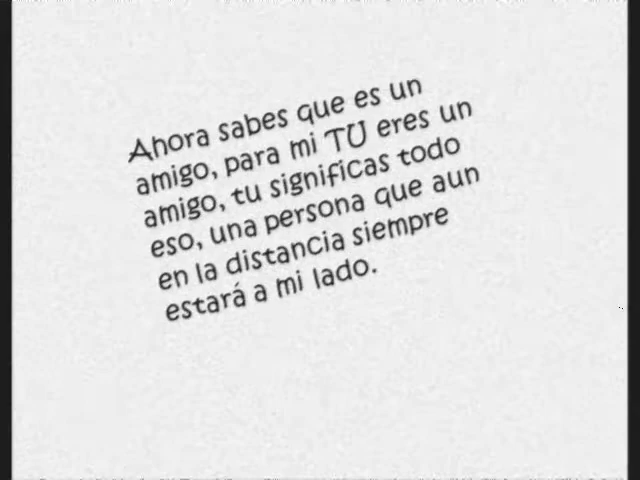 Ahora sabes que es un
amigo, para mi TU eres un
amigo, tu significas todo
eso, una persona que aun
en la distancia siempre
estará a mi lado.